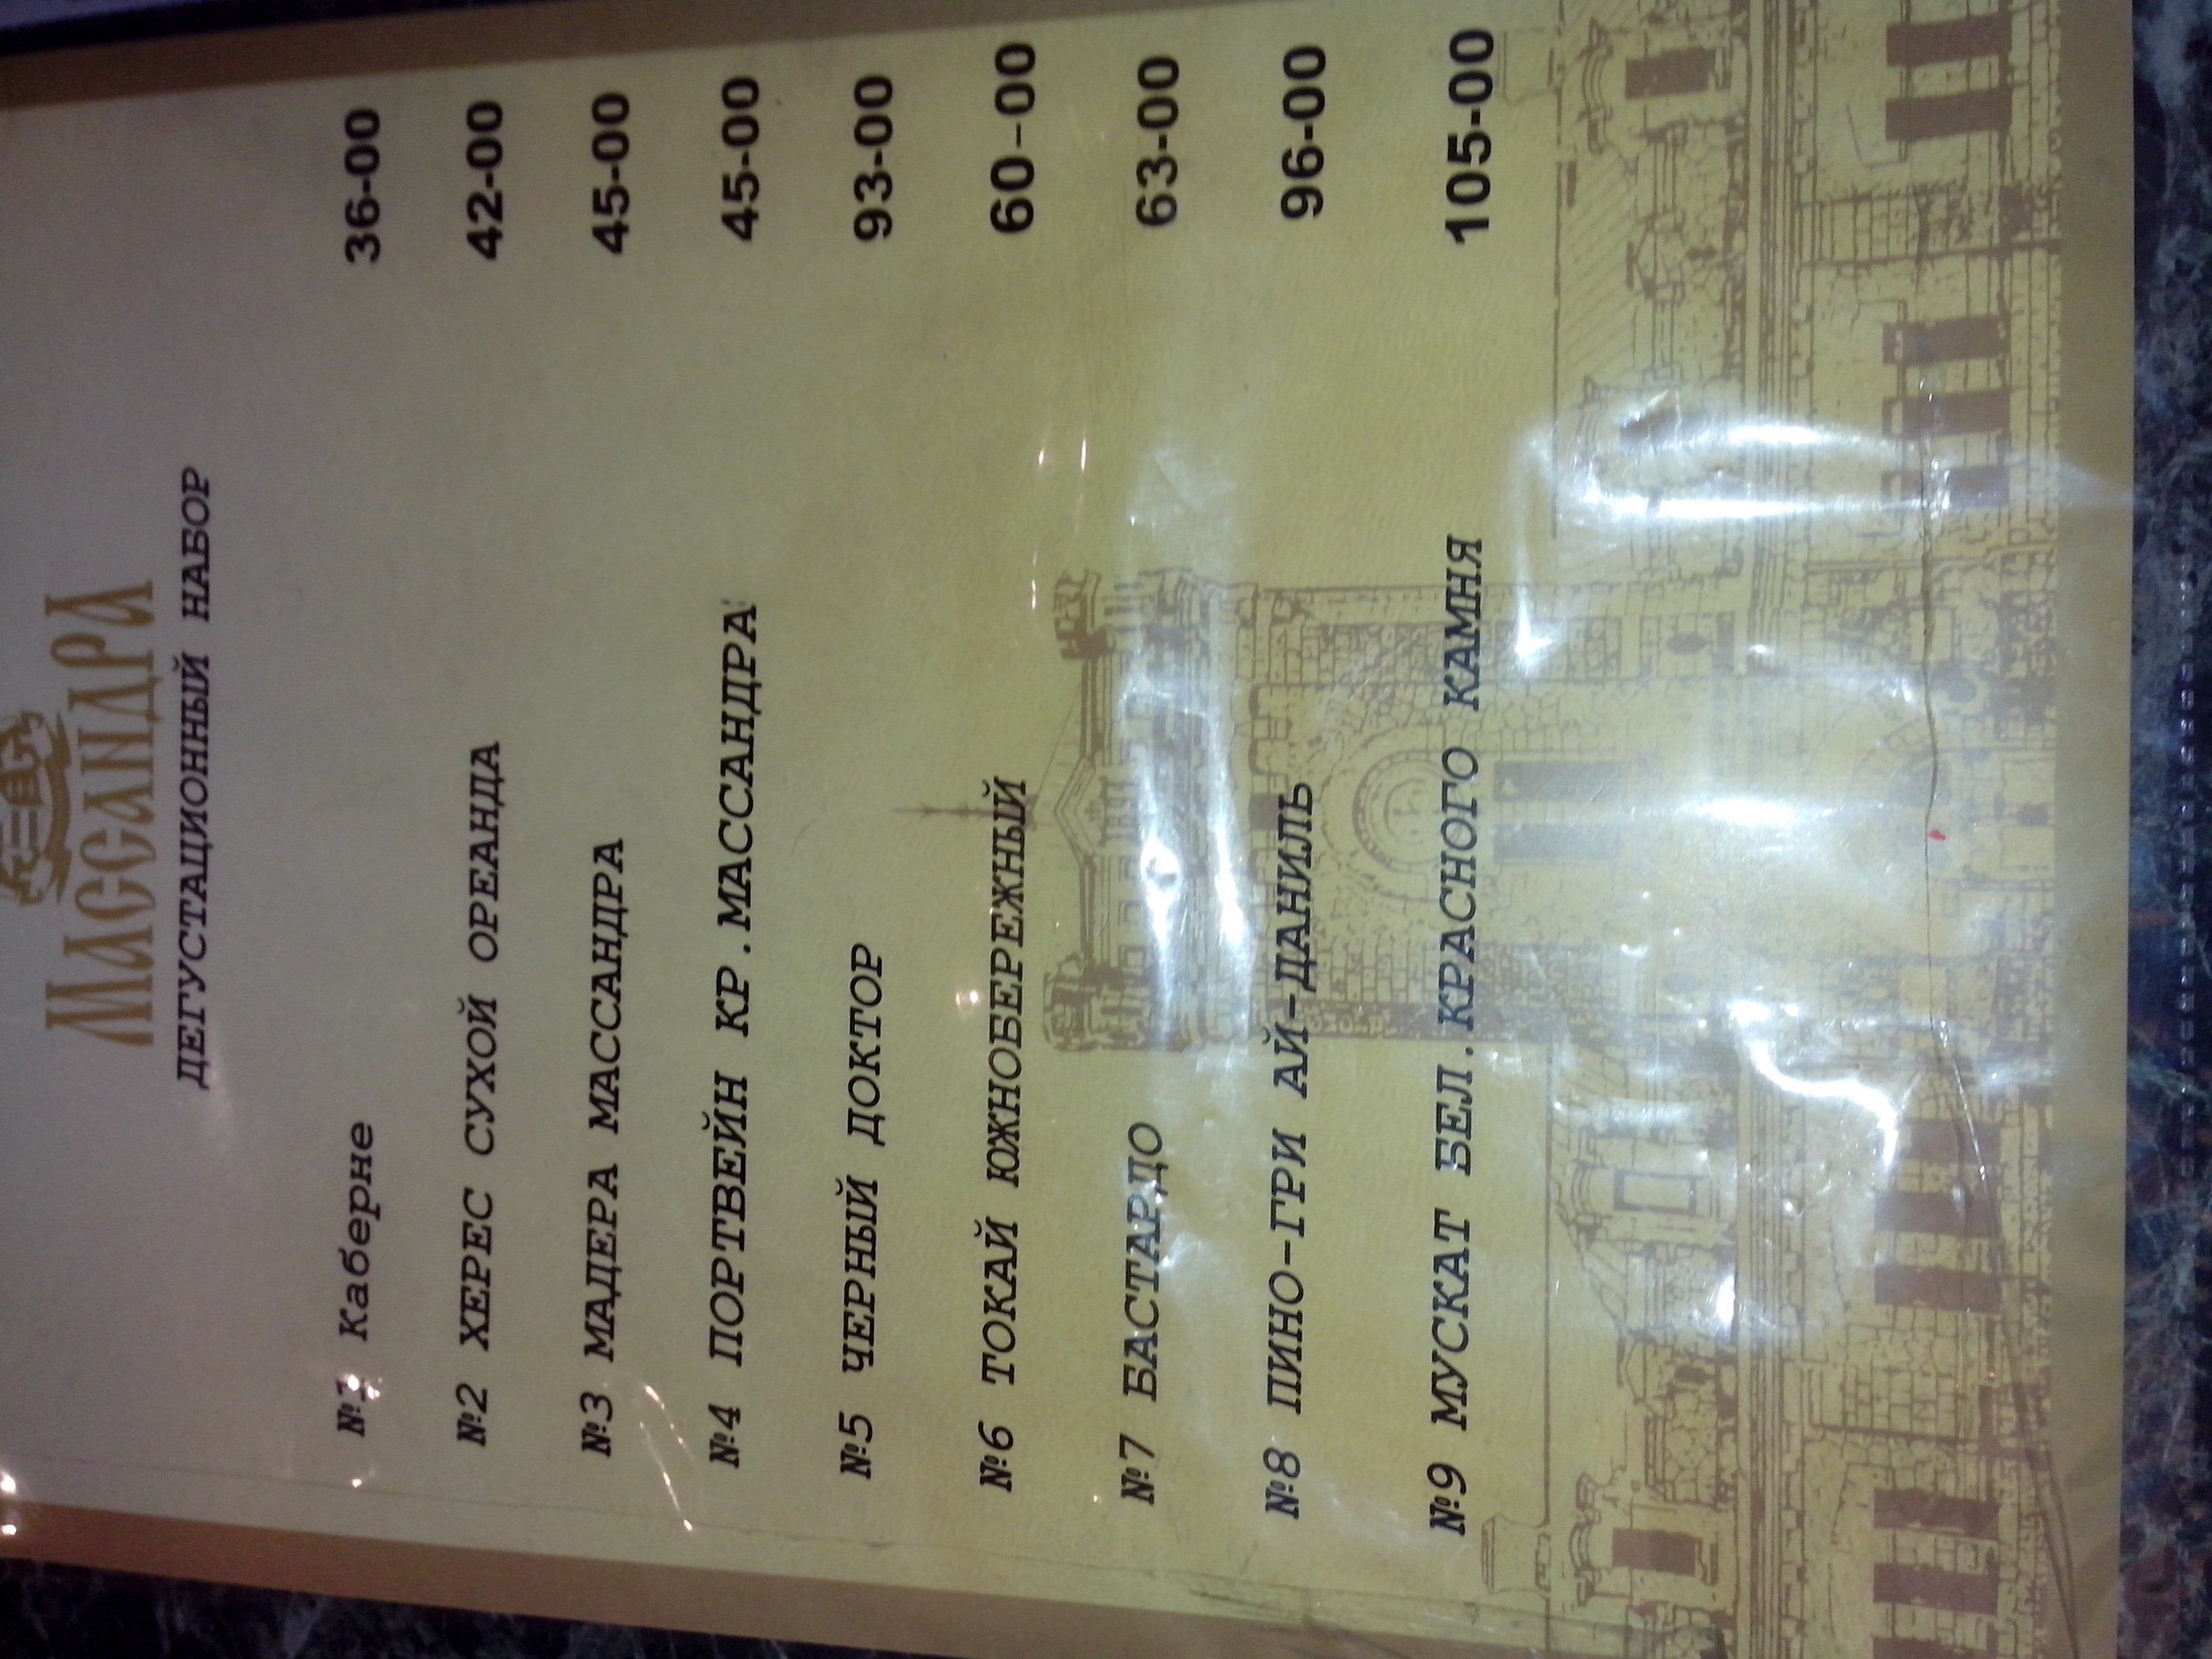 МАССАНДРА
ДЕГУСТАЦИОННЫЙ НАБОР
№1 Каберне 36-00
№2 ХЕРЕС СУХОЙ ОРЕАНДА 42-00
№3 МАДЕРА МАССАНДРА 45-00
№4 ПОРТВЕЙН КР.МАССАНДРА 45-00
№5 ЧЕРНЫЙ ДОКТОР 93-00
№6 ТОКАЙ ЮЖНОБЕРЕЖНЫЙ 60-00
№7 БАСТАРДО 63-00
№8 ПИНО-ГРИ АЙ-ДАНИЛЬ 96-00
№9 МУСКАТ БЕЛ.КРАСНОГО КАМНЯ 105-00